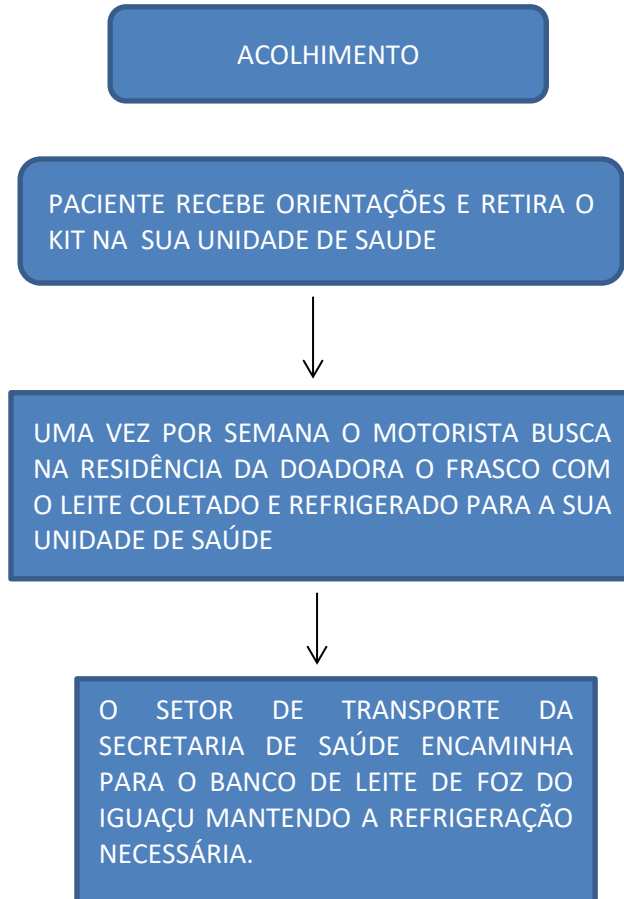 ACOLHIMENTO
PACIENTE RECEBE ORIENTAÇÕES E RETIRA O
KIT NA SUA UNIDADE DE SAUDE
UMA VEZ POR SEMANA O MOTORISTA BUSCA
NA RESIDÊNCIA DA DOADORA O FRASCO COM
O LEITE COLETADO E REFRIGERADO PARA A SUA
UNIDADE DE SAÚDE
O SETOR DE TRANSPORTE DA
SECRETARIA DE SAÚDE ENCAMINHA
PARA O BANCO DE LEITE DE FOZ DO
IGUAÇU MANTENDO A REFRIGERAÇÃO
NECESSÁRIA.